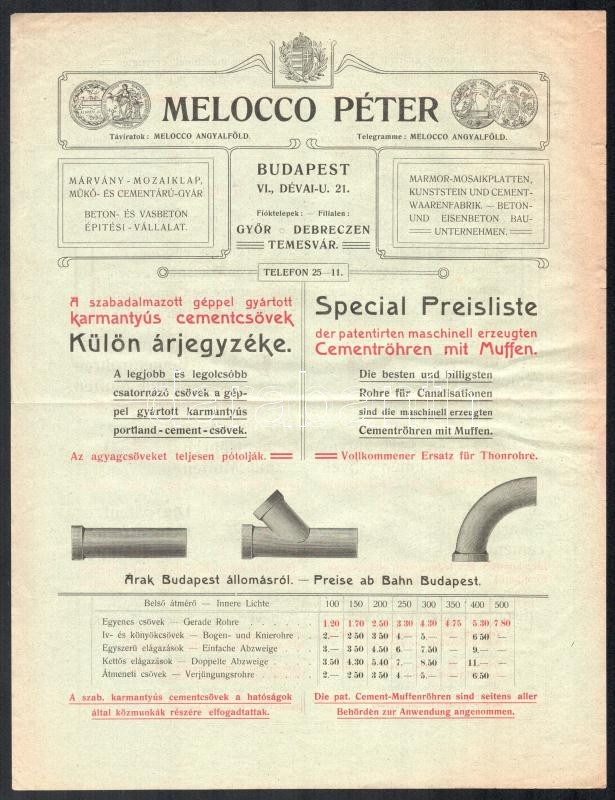 MELOCCO PÉTER
Táviratok: MELOCCO ANGYALFÖLD.
Telegramme: MELOCCO ANGYALFÖLD.
MÁRVÁNY-MOZAIKLAP,
MŰKŐ- ÉS CEMENTÁRÚ-GYÁR
BETON- ÉS VASBETON
ÉPITÉSI-VÁLLALAT.
BUDAPEST
VI., DÉVAI-U. 21.
Fióktelepek: — Filialen:
GYŐR ○ DEBRECZEN
TEMESVÁR.
MARMOR-MOSAIKPLATTEN,
KUNSTSTEIN UND CEMENT-
WAARENFABRIK. — BETON-
UND EISENBETON BAU-
UNTERNEHMEN.
TELEFON 25—11.
A szabadalmazott géppel gyártott
karmantyús cementcsövek
Külön árjegyzéke.
A legjobb és legolcsóbb
csatornázó csövek a gép-
pel gyártott karmantyús
portland-cement-csövek.
Az agyagcsöveket teljesen pótolják.
Special Preisliste
der patentirten maschinell erzeugten
Cementröhren mit Muffen.
Die besten und billigsten
Rohre für Canalisationen
sind die maschinell erzeugten
Cementröhren mit Muffen.
Vollkommener Ersatz für Thonrohre.
Árak Budapest állomásról. — Preise ab Bahn Budapest.
Belső átmérő — Innere Lichte 100 150 200 250 300 350 400 500
Egyenes csövek — Gerade Rohre 1.20 1.70 2.50 3.30 4.30 4.75 5.30 7.80
Iv- és könyökcsövek — Bogen- und Knierohre 2.— 2 50 3 50 4.— 5.— — 6 50 —
Egyszerű elágazások — Einfache Abzweige 3.— 3 50 4 50 6.— 7.50 — 9.— —
Kettős elágazások — Doppelte Abzweige 3.50 4.30 5.40 7.— 8.50 — 11.— —
Átmeneti csövek — Verjüngungsrohre 2.— 2 50 3 50 4.— 5.— — 6.50 —
A szab. karmantyús cementcsövek a hatóságok
által közmunkák részére elfogadtattak.
Die pat. Cement-Muffenröhren sind seitens aller
Behörden zur Anwendung angenommen.